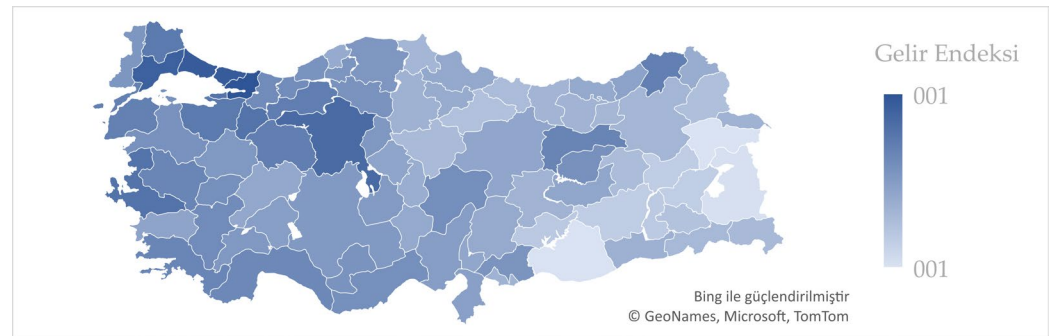 Gelir Endeksi
001
001
Bing ile güçlendirilmiştir
© GeoNames, Microsoft, TomTom